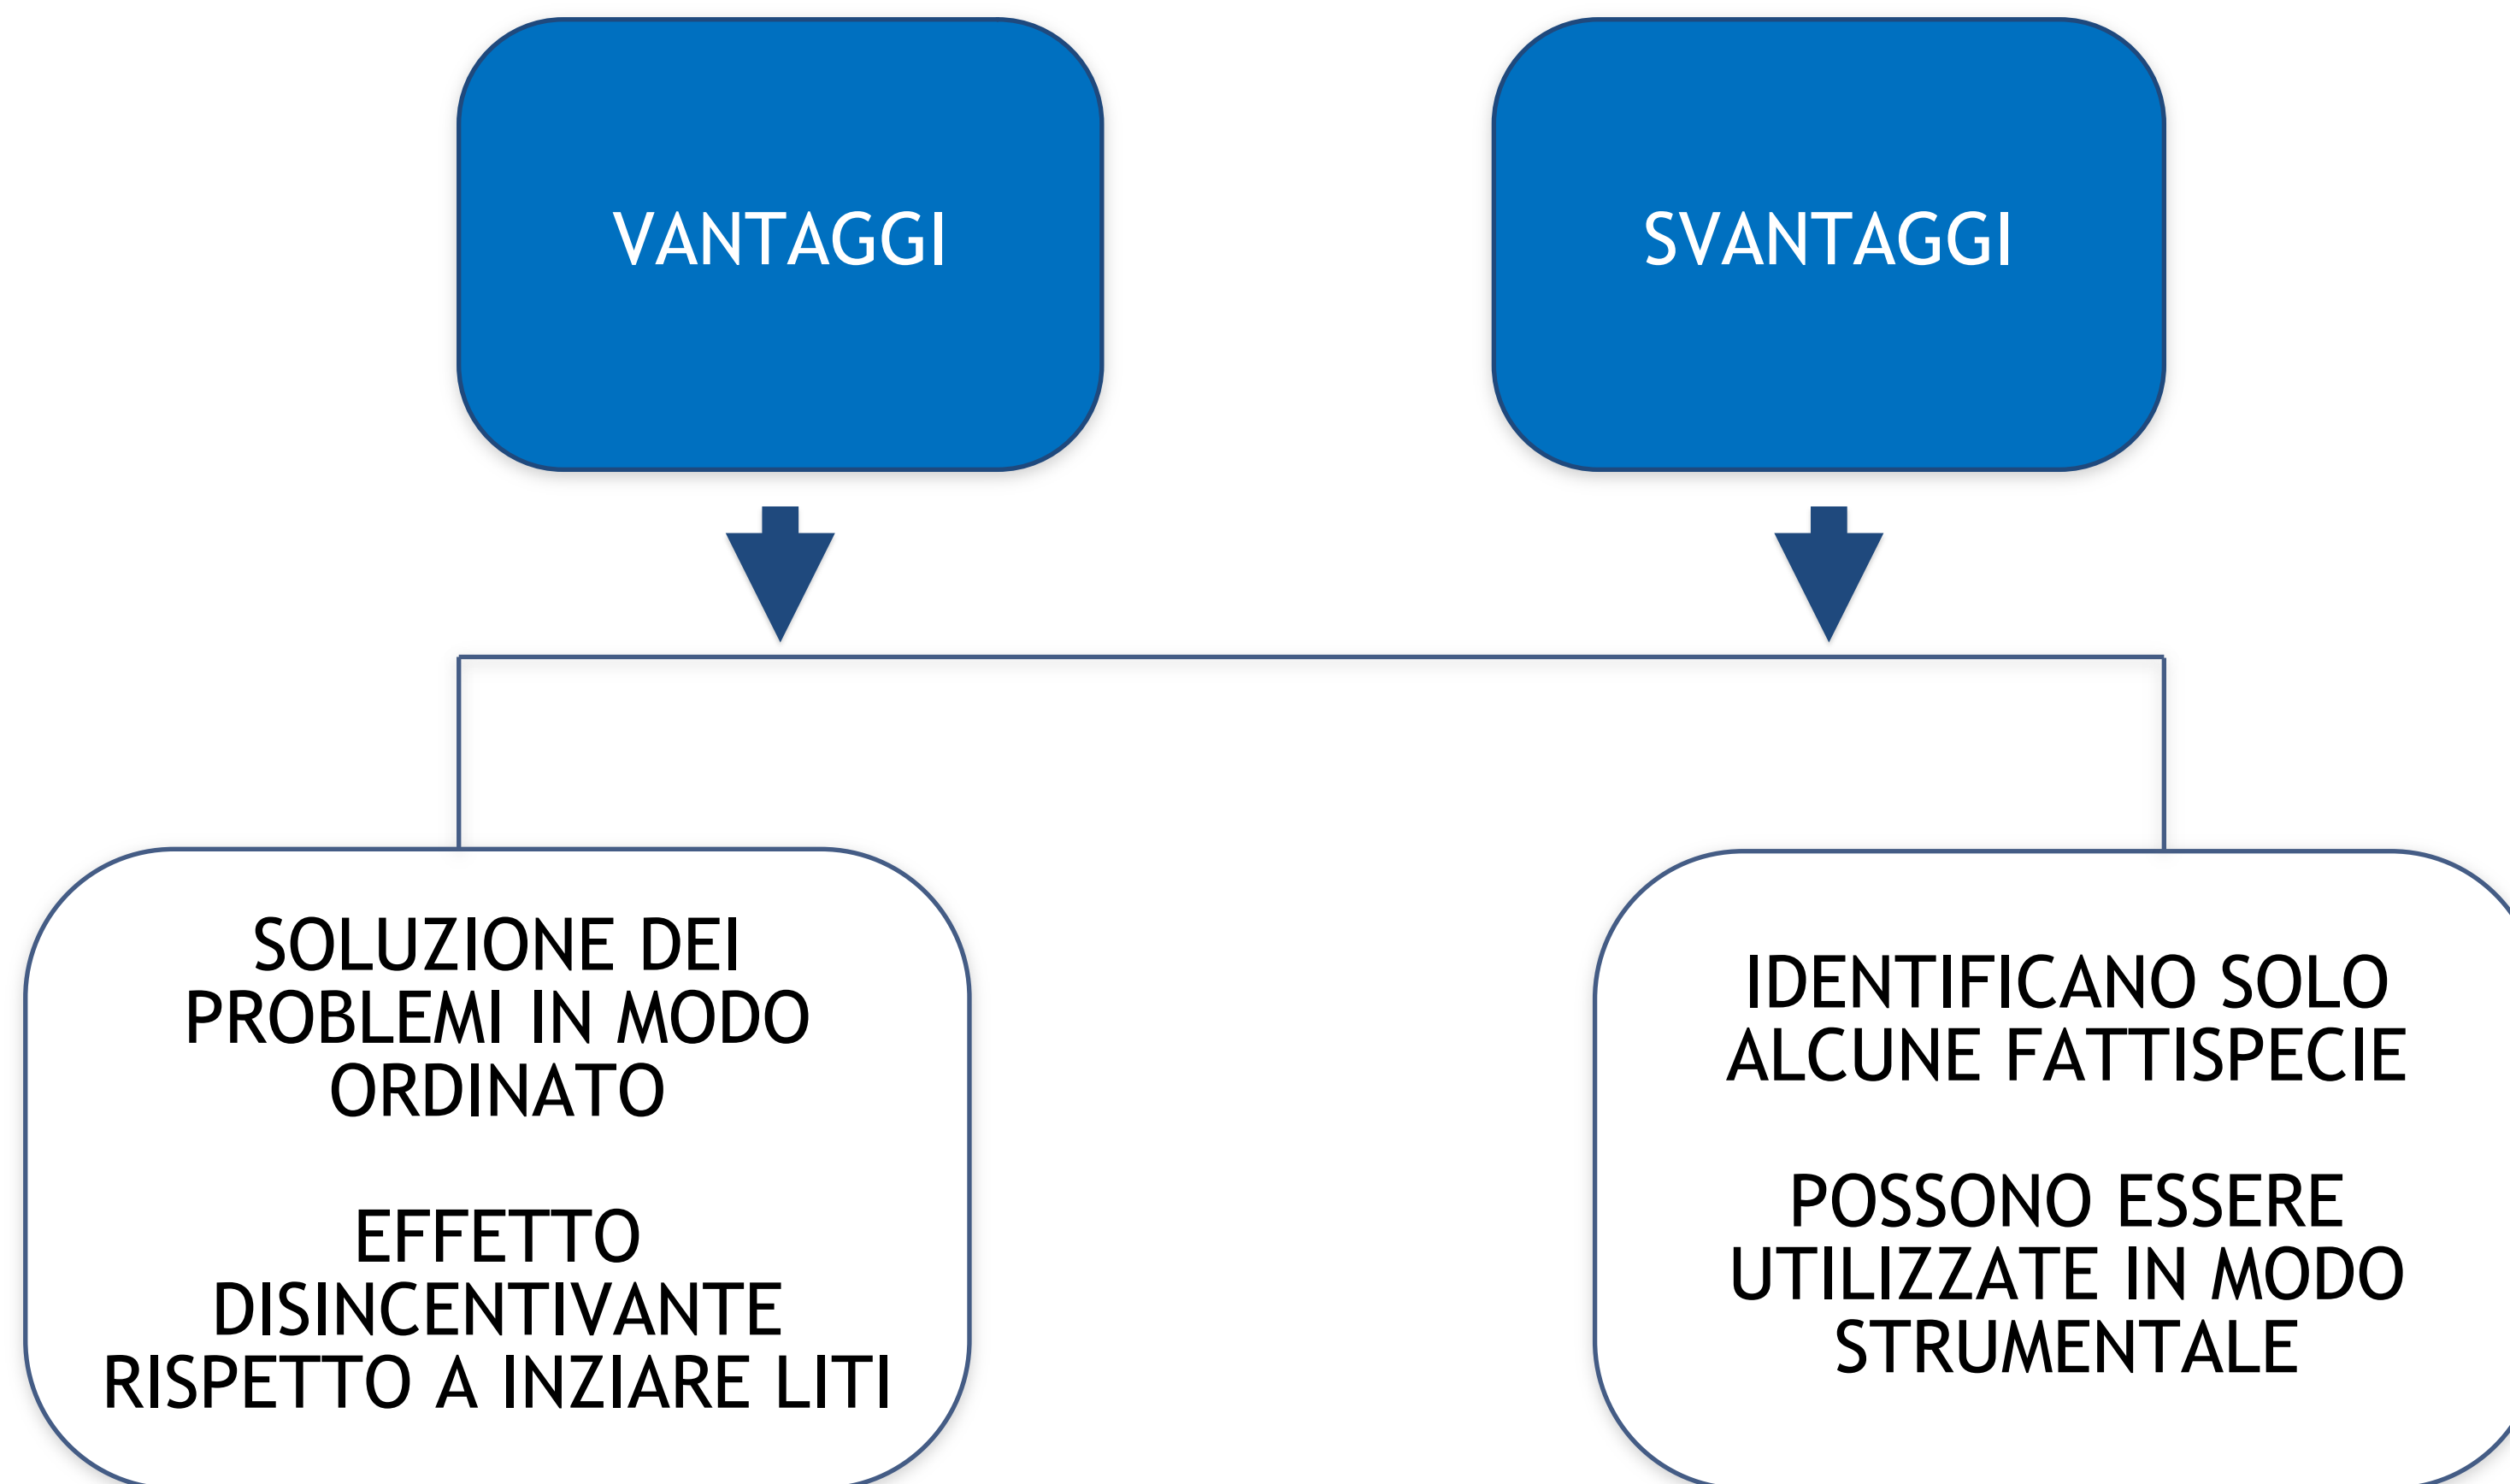 VANTAGGI
SVANTAGGI
SOLUZIONE DEI
PROBLEMI IN MODO
ORDINATO
EFFETTO
DISINCENTIVANTE
RISPETTO A INZIARE LITI
IDENTIFICANO SOLO
ALCUNE FATTISPECIE
POSSONO ESSERE
UTILIZZATE IN MODO
STRUMENTALE